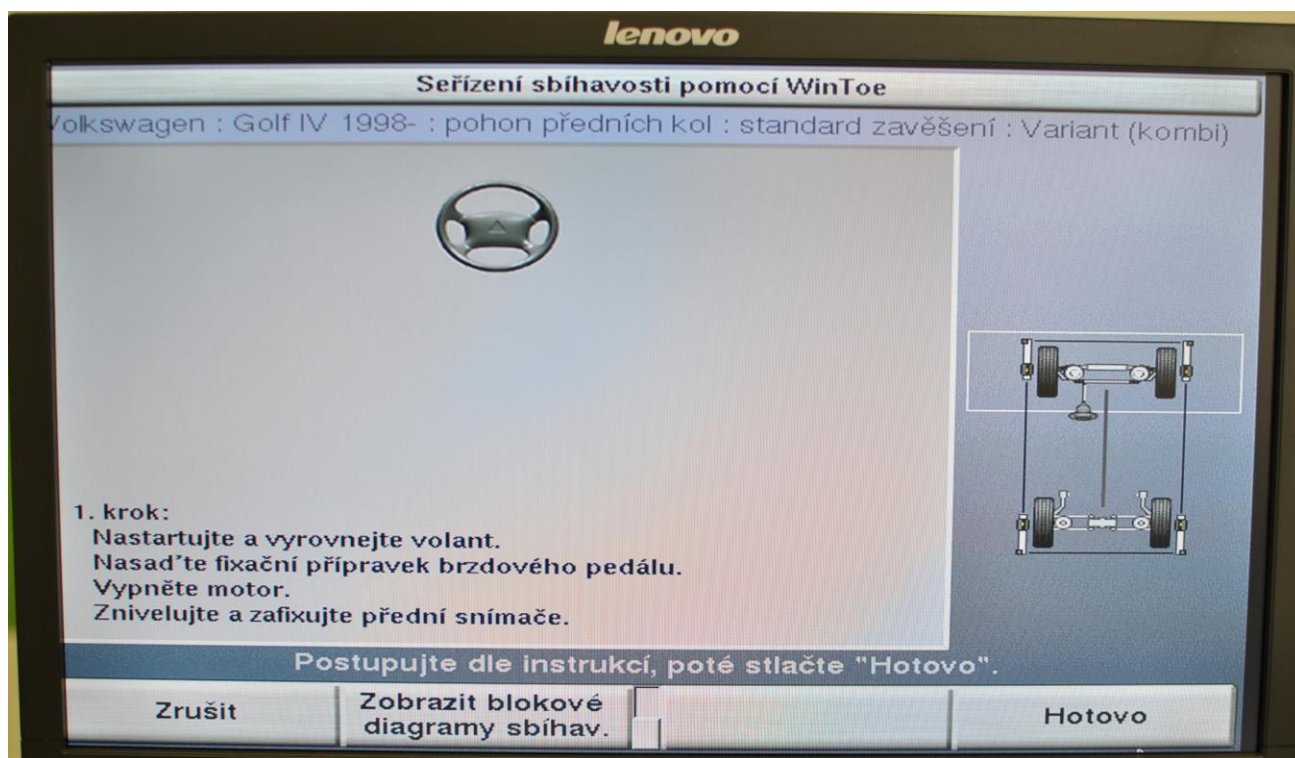 lenovo
Seřízení sbíhavosti pomocí WinToe
olkswagen : Golf IV 1998- : pohon předních kol : standard zavěšení : Variant (kombi)
1. krok:
Nastartujte a vyrovnejte volant.
Nasaďte fixační přípravek brzdového pedálu.
Vypněte motor.
Znivelujte a zafixujte přední snímače.
Postupujte dle instrukcí, poté stlačte "Hotovo".
Zrušit
Zobrazit blokové
diagramy sbíhav.
Hotovo